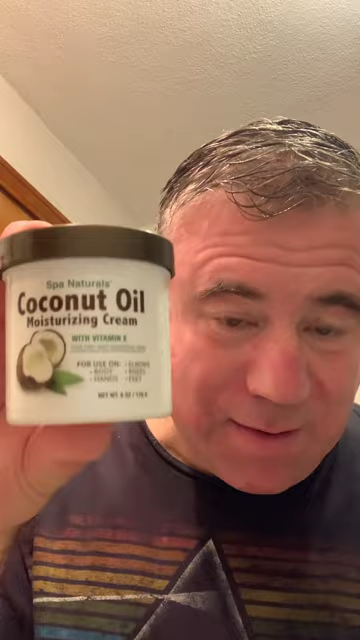 Spa Naturals
Coconut Oil
Moisturizing Cream
WITH VITAMIN E
FOR USE ON: • ELBOWS
• BODY • KNEES
• HANDS • FEET
NET WT. 6 OZ / 170 g